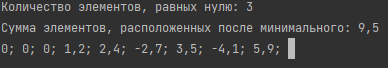 Количество элементов, равных нулю: 3
Сумма элементов, расположенных после минимального: 9,5
0; 0; 0; 1,2; 2,4; -2,7; 3,5; -4,1; 5,9;